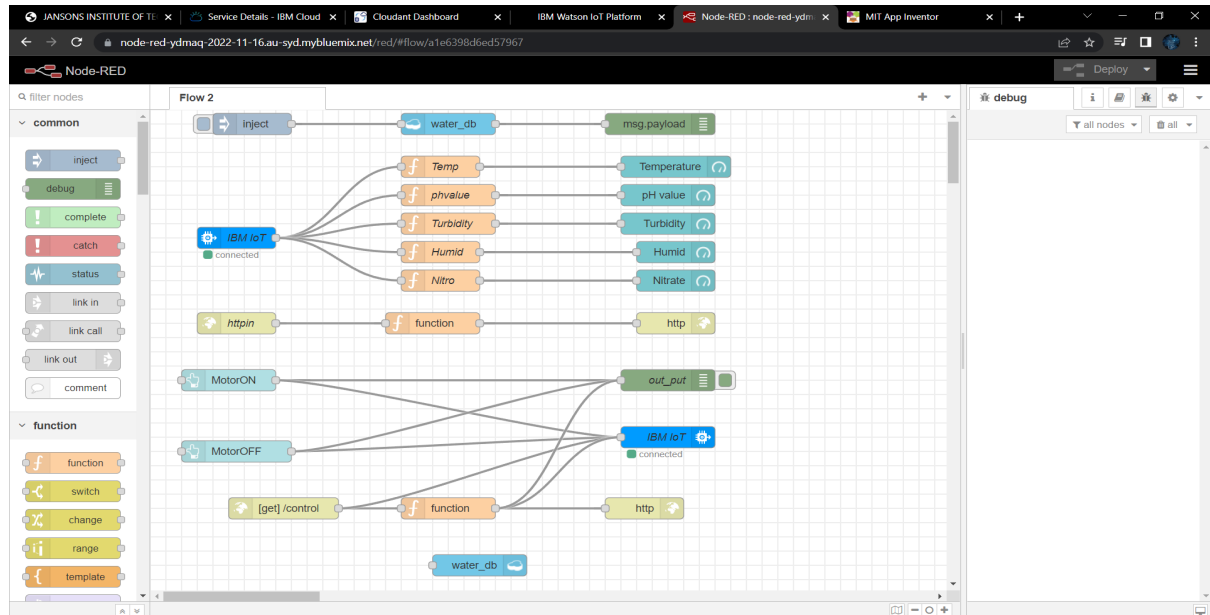 JANSONS INSTITUTE OF TE
Service Details - IBM Cloud
Cloudant Dashboard
IBM Watson IoT Platform
Node-RED : node-red-ydm
MIT App Inventor
node-red-ydmaq-2022-11-16.au-syd.mybluemix.net/red/#flow/a1e6398d6ed57967
Node-RED
Deploy
filter nodes
Flow 2
debug
all nodes
all
common
inject
debug
complete
catch
status
link in
link call
link out
comment
function
function
switch
change
range
template
inject
water_db
msg.payload
Temp
Temperature
phvalue
pH value
Turbidity
Turbidity
IBM IoT
connected
Humid
Humid
Nitro
Nitrate
httpin
function
http
MotorON
out_put
MotorOFF
IBM IoT
connected
[get] /control
function
http
water_db